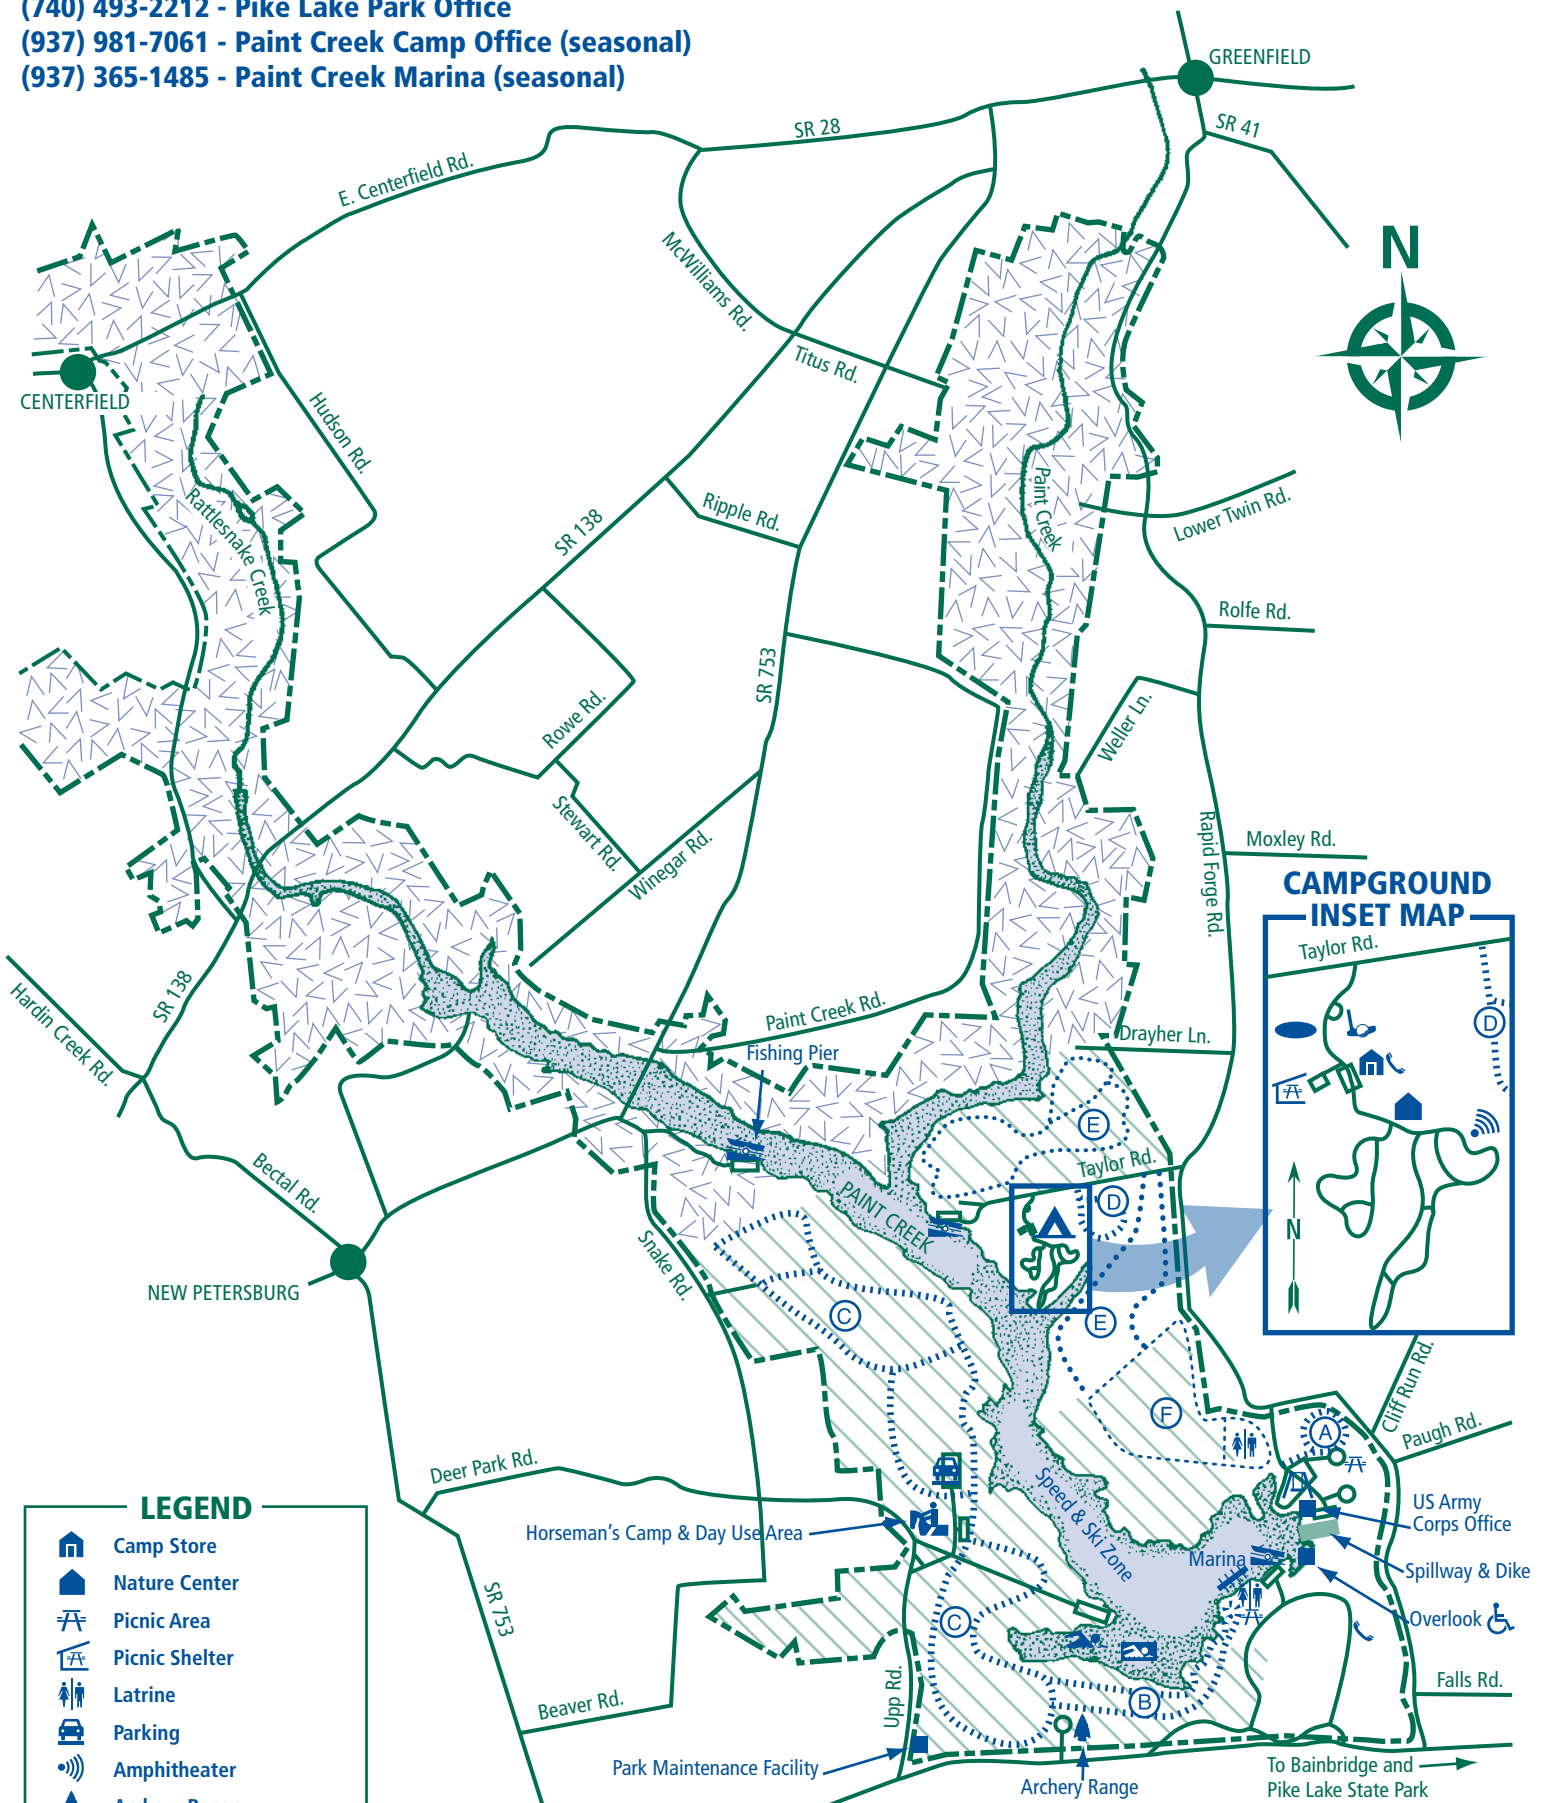 (740) 493-2212 - Pike Lake Park Office
(937) 981-7061 - Paint Creek Camp Office (seasonal)
(937) 365-1485 - Paint Creek Marina (seasonal)
GREENFIELD
SR 41
SR 28
E. Centerfield Rd.
McWilliams Rd.
N
Titus Rd.
CENTERFIELD
Hudson Rd.
Rattlesnake Creek
Ripple Rd.
SR 138
Paint Creek
Lower Twin Rd.
Rolfe Rd.
SR 753
Rowe Rd.
Weller Ln.
Stewart Rd.
Winegar Rd.
Rapid Forge Rd.
Moxley Rd.
CAMPGROUND
INSET MAP
Taylor Rd.
D
N
Hardin Creek Rd.
SR 138
Paint Creek Rd.
Drayher Ln.
Fishing Pier
E
Taylor Rd.
D
Bectal Rd.
PAINT CREEK
Snake Rd.
NEW PETERSBURG
C
E
F
A
Cliff Run Rd.
Paugh Rd.
Deer Park Rd.
Speed & Ski Zone
US Army
Corps Office
Horseman's Camp & Day Use Area
Marina
Spillway & Dike
Overlook
SR 753
C
B
Falls Rd.
Upp Rd.
Beaver Rd.
Park Maintenance Facility
Archery Range
To Bainbridge and
Pike Lake State Park
LEGEND
Camp Store
Nature Center
Picnic Area
Picnic Shelter
Latrine
Parking
Amphitheater